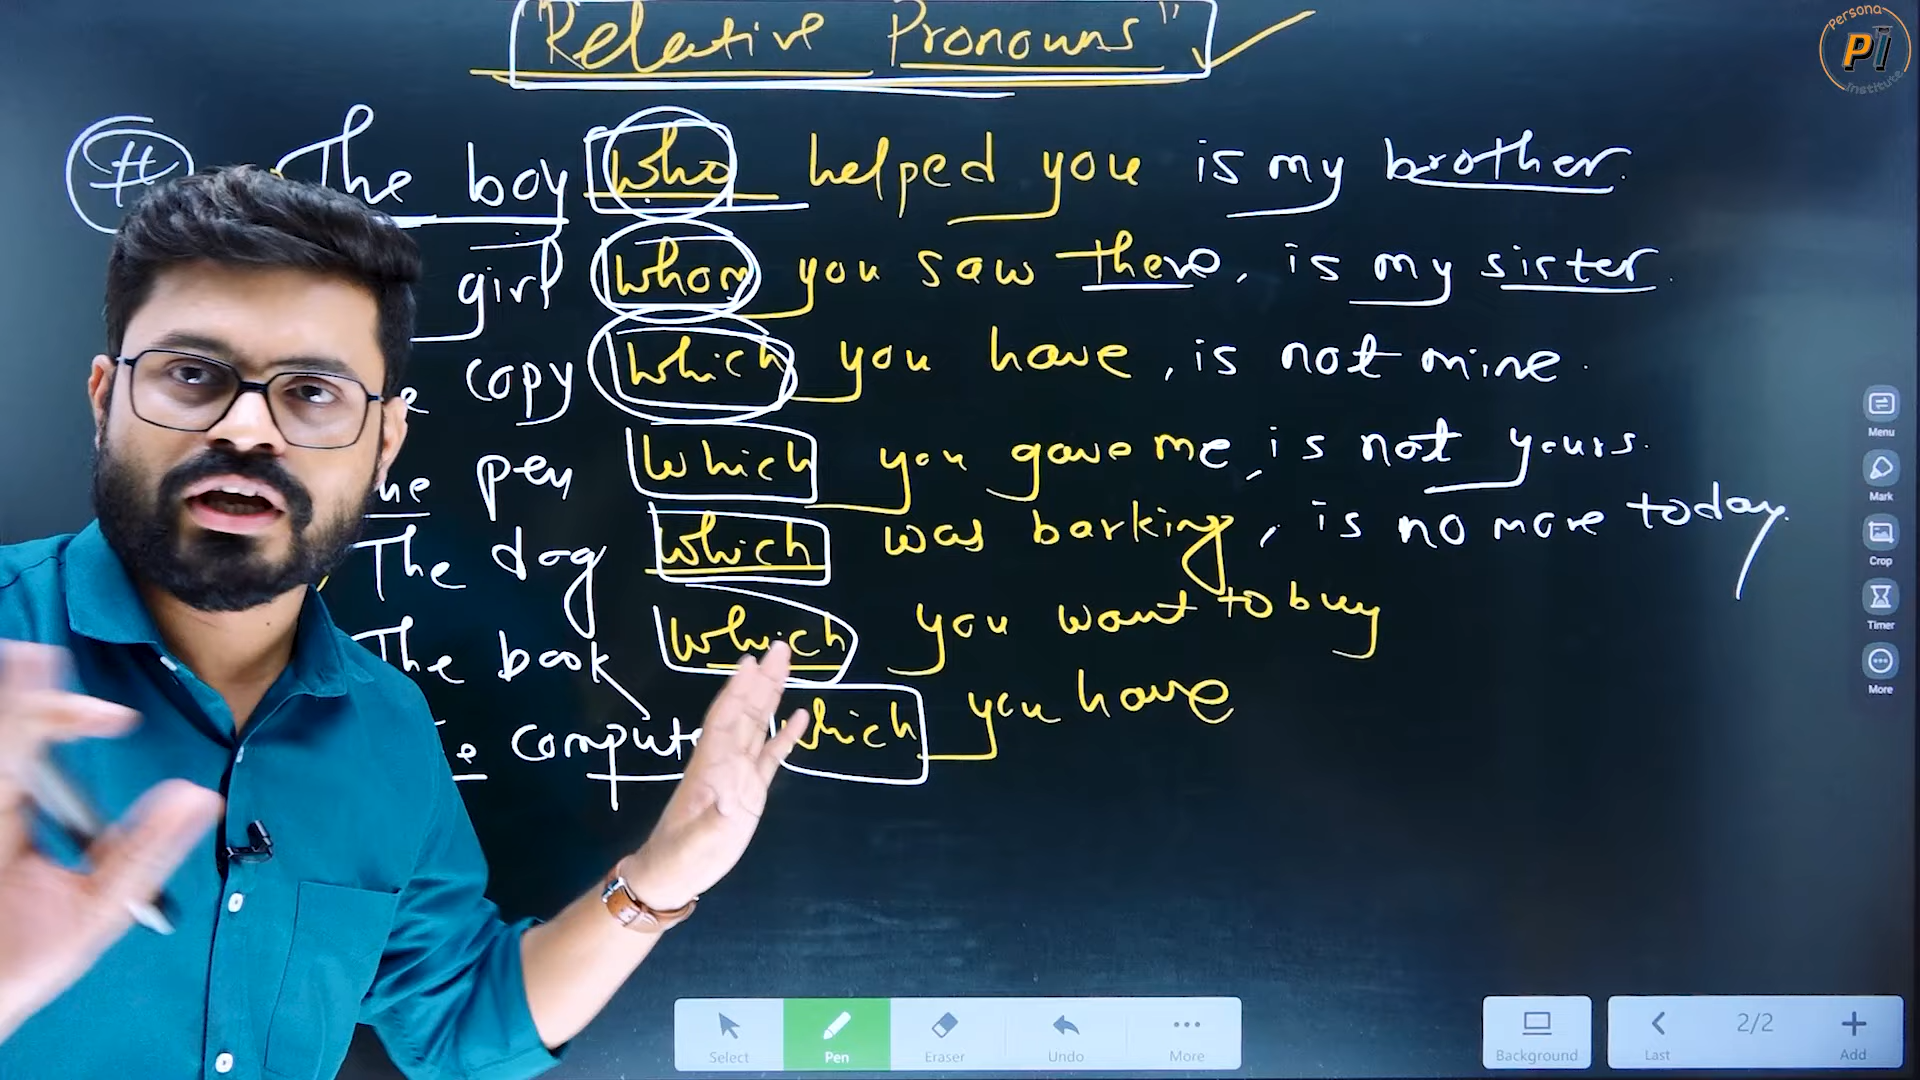 "Relative Pronouns"
Persona
PI
Institute
#
The boy who helped you is my brother.
girl whom you saw there, is my sister.
copy which you have, is not mine.
pen which you gave me, is not yours.
The dog which was barking, is no more today.
The book which you want to buy
which you have
Menu
Mark
Crop
Timer
More
Select
Pen
Eraser
Undo
More
Background
Last
2/2
Add